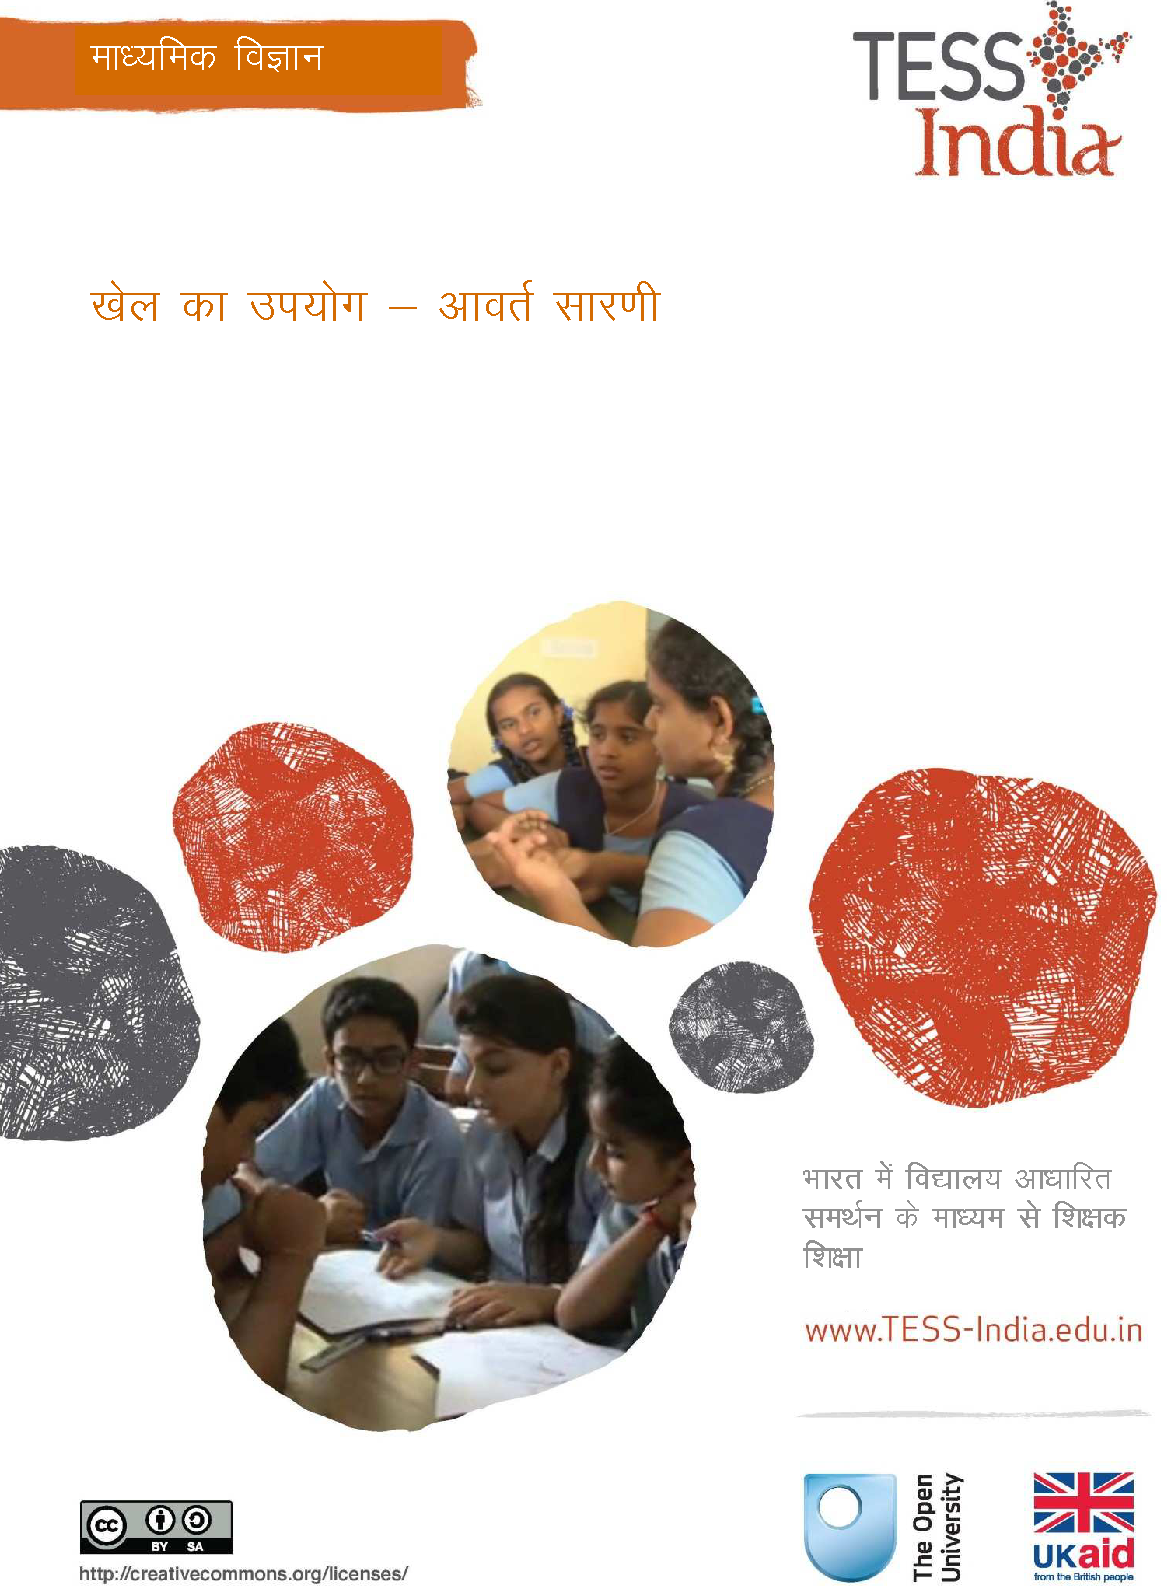 माध्यमिक विज्ञान
TESS
India
खेल का उपयोग – आवर्त सारणी
भारत में विद्यालय आधारित
समर्थन के माध्यम से शिक्षक
शिक्षा
www.TESS-India.edu.in
The Open
University
UKaid
from the British people
cc
BY SA
http://creativecommons.org/licenses/